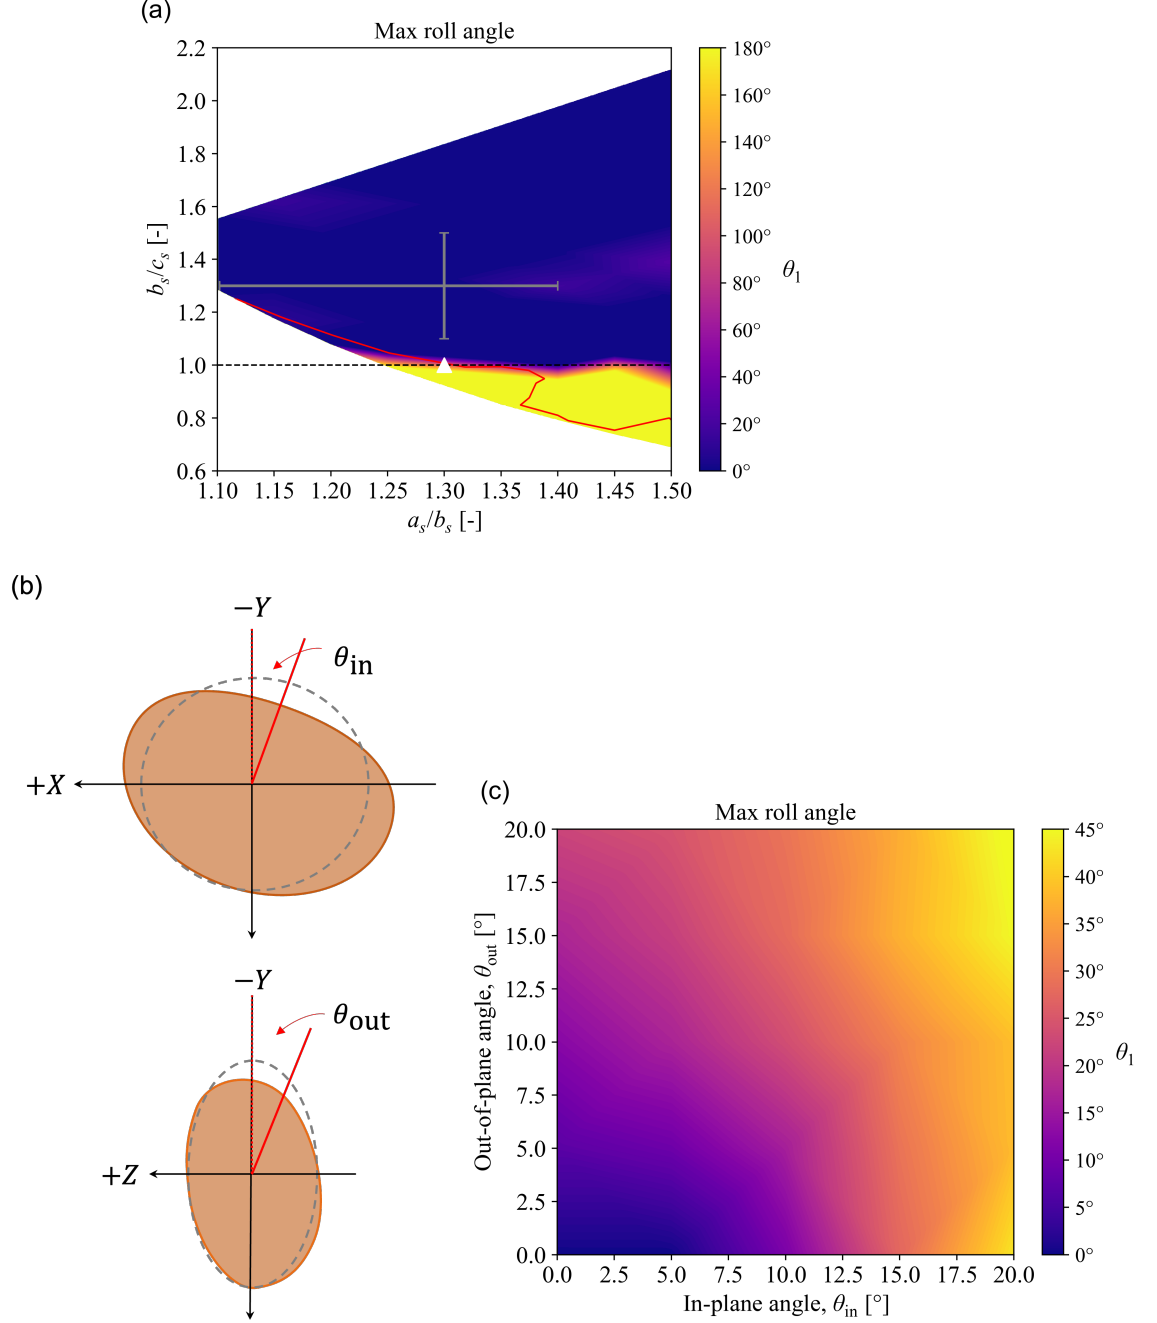 (a)
Max roll angle
2.2
2.0
1.8
1.6
1.4
1.2
1.0
0.8
0.6
b_s/c_s [-]
1.10 1.15 1.20 1.25 1.30 1.35 1.40 1.45 1.50
a_s/b_s [-]
180°
160°
140°
120°
100°
80°
60°
40°
20°
0°
θ₁
(b)
−Y
θ_in
+X
−Y
θ_out
+Z
(c)
Max roll angle
20.0
17.5
15.0
12.5
10.0
7.5
5.0
2.5
0.0
Out-of-plane angle, θ_out [°]
0.0 2.5 5.0 7.5 10.0 12.5 15.0 17.5 20.0
In-plane angle, θ_in [°]
45°
40°
35°
30°
25°
20°
15°
10°
5°
0°
θ₁